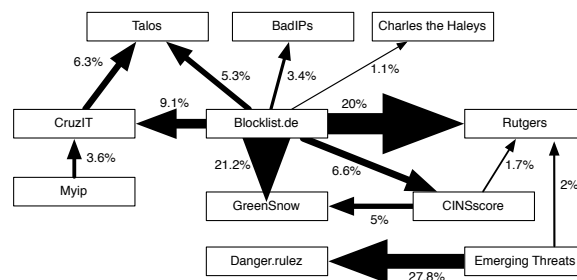 Talos
BadIPs
Charles the Haleys
6.3%
5.3%
3.4%
1.1%
9.1%
20%
CruzIT
Blocklist.de
Rutgers
3.6%
21.2%
6.6%
1.7%
2%
Myip
GreenSnow
5%
CINSscore
Danger.rulez
27.8%
Emerging Threats